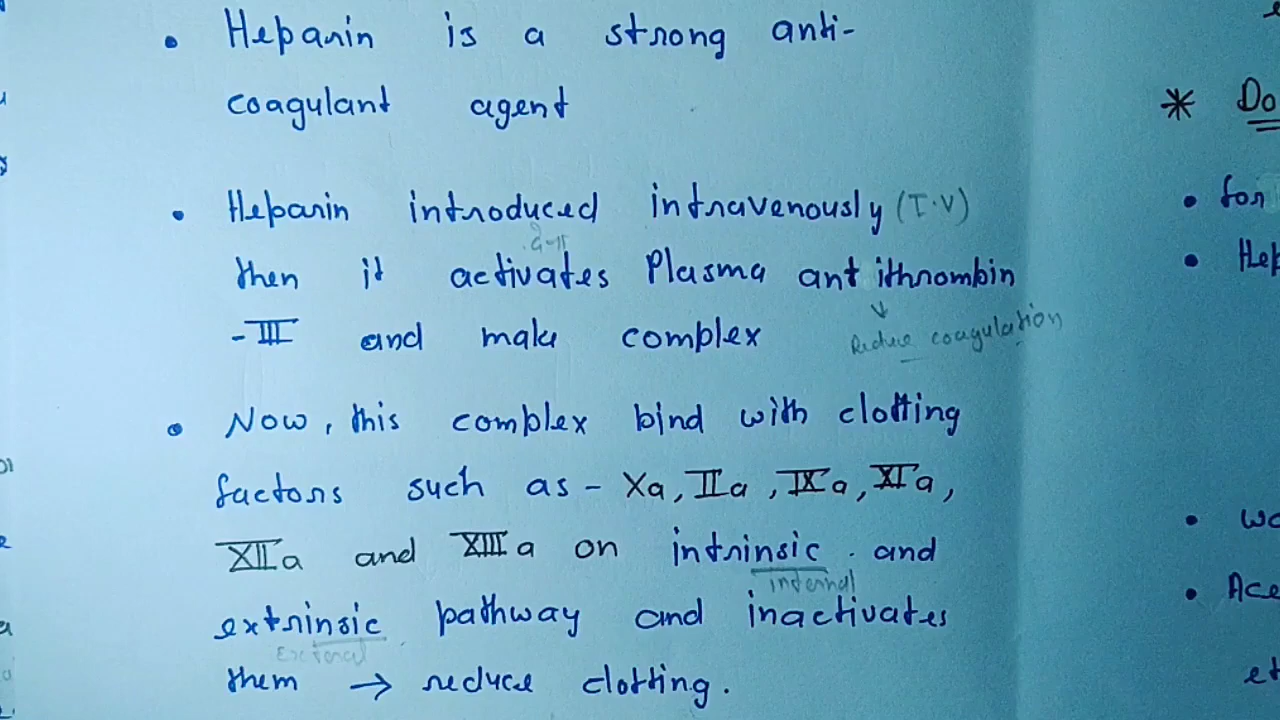 • Heparin is a strong anti-
coagulant agent
• Heparin introduced intravenously (I.V)
then it activates Plasma antithrombin
-III and make complex
Reduce coagulation
• Now, this complex bind with clotting
factors such as - Xa, IIa, IXa, XIa,
XIIa and XIIIa on intrinsic and
internal
extrinsic pathway and inactivates
External
them → reduce clotting.
* Do
• for
• Hep